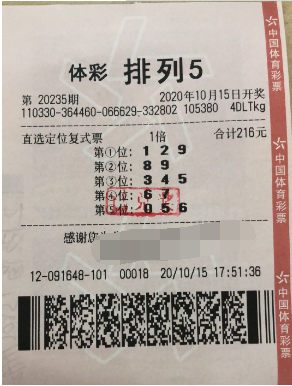 体彩 排列5
第 20235期 2020年10月15日开奖
110330-364460-066629-332802 105380 4DLTkg
直选定位复式票 1倍 合计216元
第①位: 1 2 9
第②位: 8 9
第③位: 3 4 5
第④位: 6 7
第⑤位: 0 5 6
感谢您
12-091648-101 00018 20/10/15 17:51:36
中国体育彩票
中国体育彩票
中国体育彩票